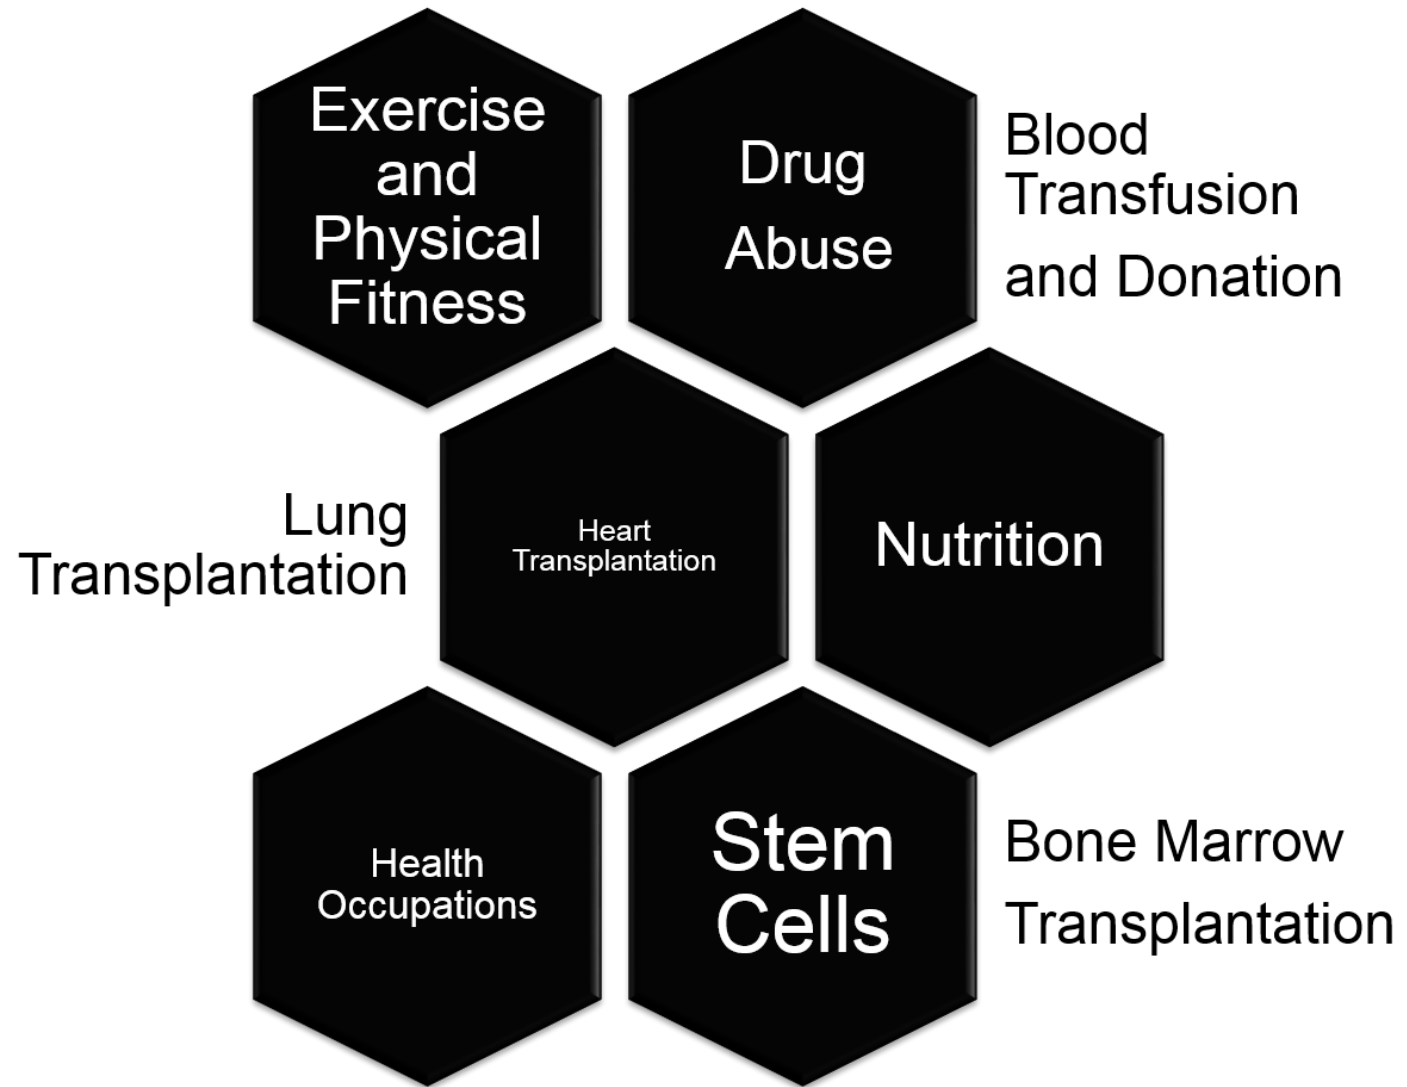 Exercise
and
Physical
Fitness
Drug
Abuse
Blood
Transfusion
and Donation
Lung
Transplantation
Heart
Transplantation
Nutrition
Health
Occupations
Stem
Cells
Bone Marrow
Transplantation